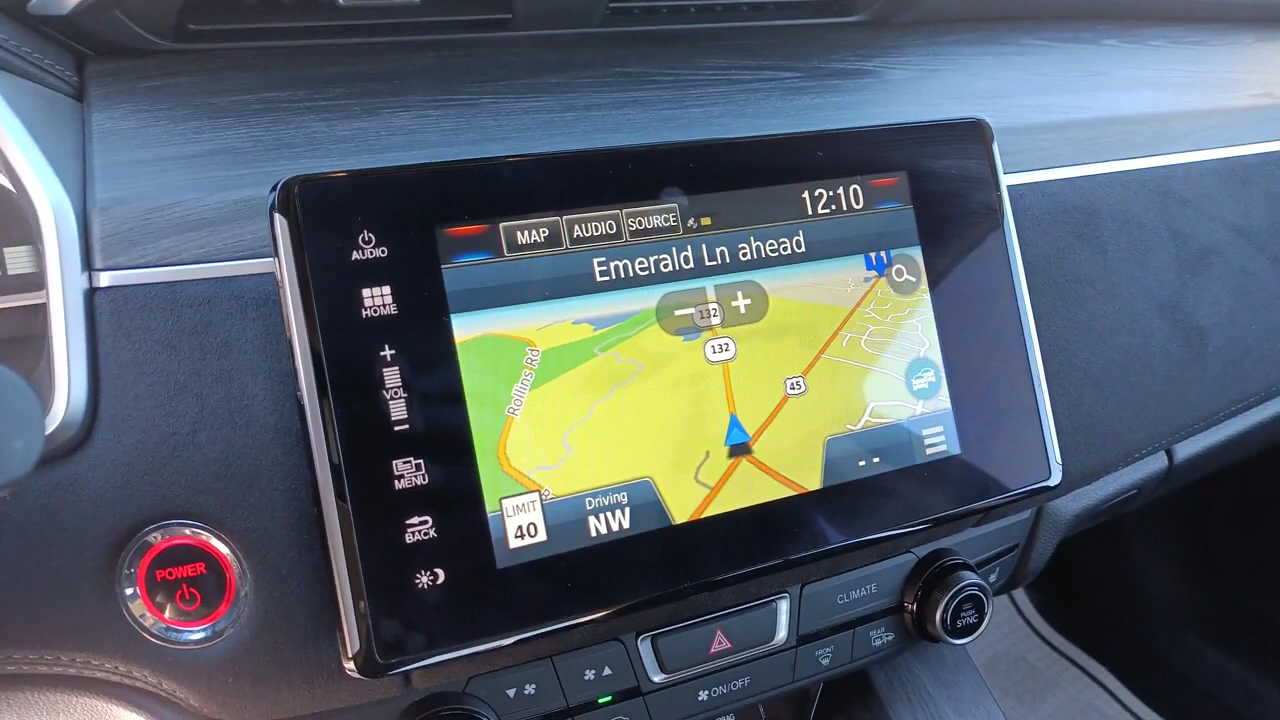 12:10
MAP
AUDIO
SOURCE
Emerald Ln ahead
AUDIO
HOME
+
VOL
−
MENU
BACK
− +
132
132
45
11
Rollins Rd
LIMIT
40
Driving
NW
- -
POWER
CLIMATE
PUSH
SYNC
FRONT
REAR
ON/OFF